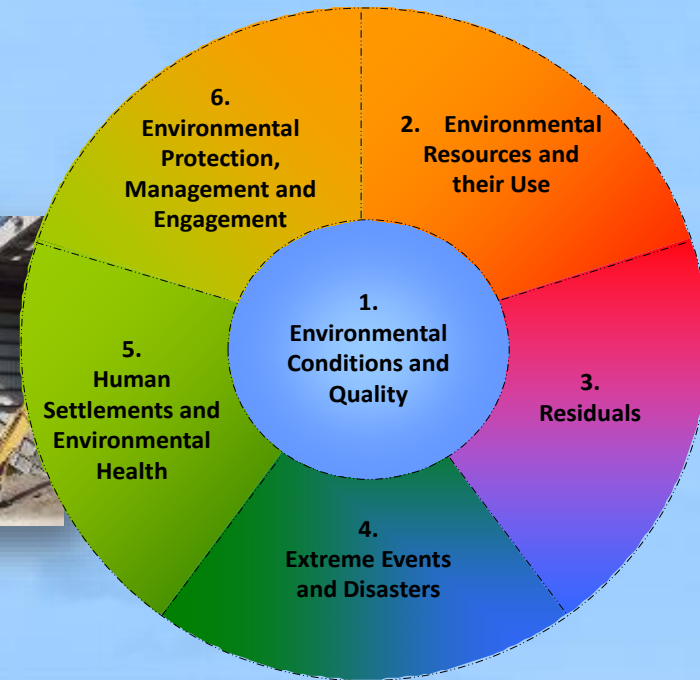 1.
Environmental
Conditions and
Quality
2. Environmental
Resources and
their Use
3.
Residuals
4.
Extreme Events
and Disasters
5.
Human
Settlements and
Environmental
Health
6.
Environmental
Protection,
Management and
Engagement